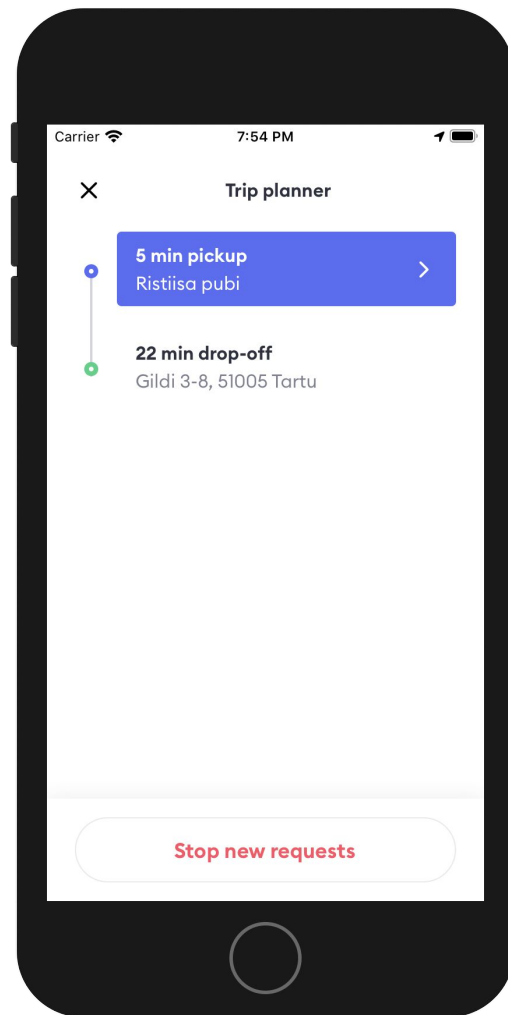 Carrier
7:54 PM
Trip planner
5 min pickup
Ristiisa pubi
22 min drop-off
Gildi 3-8, 51005 Tartu
Stop new requests